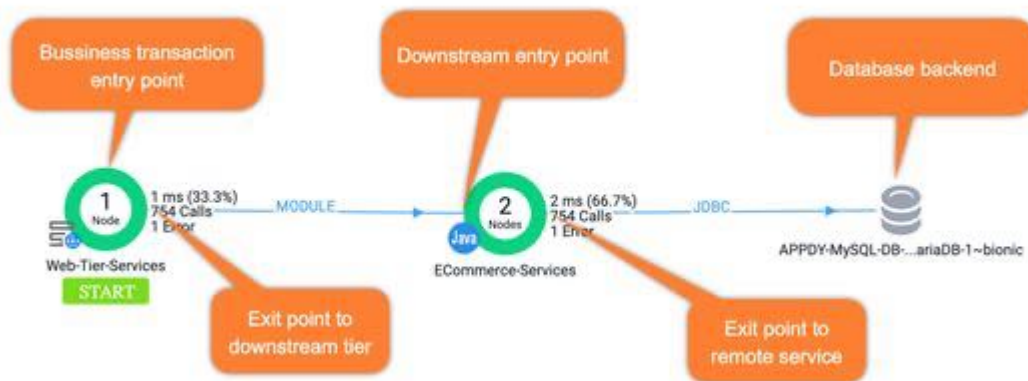 Bussiness transaction
entry point
Downstream entry point
Database backend
1
Node
1 ms (33.3%)
754 Calls
1 Error
MODULE
2
Nodes
2 ms (66.7%)
754 Calls
1 Error
JDBC
Java
Web-Tier-Services
ECommerce-Services
APPDY-MySQL-DB-...ariaDB-1~bionic
START
Exit point to
downstream tier
Exit point to
remote service